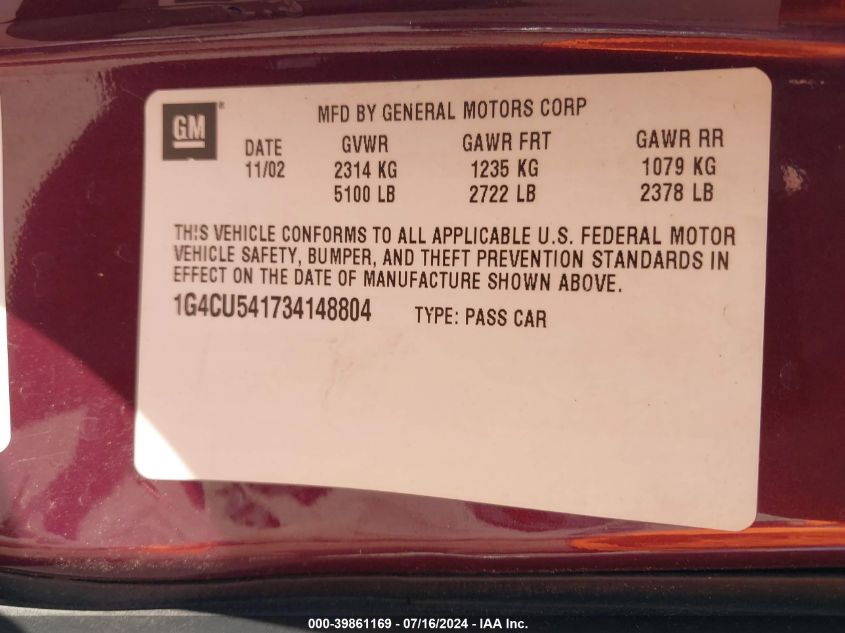 GM ®
MFD BY GENERAL MOTORS CORP
DATE GVWR GAWR FRT GAWR RR
11/02 2314 KG 1235 KG 1079 KG
5100 LB 2722 LB 2378 LB
THIS VEHICLE CONFORMS TO ALL APPLICABLE U.S. FEDERAL MOTOR
VEHICLE SAFETY, BUMPER, AND THEFT PREVENTION STANDARDS IN
EFFECT ON THE DATE OF MANUFACTURE SHOWN ABOVE.
1G4CU541734148804 TYPE: PASS CAR
000-39861169 - 07/16/2024 - IAA Inc.